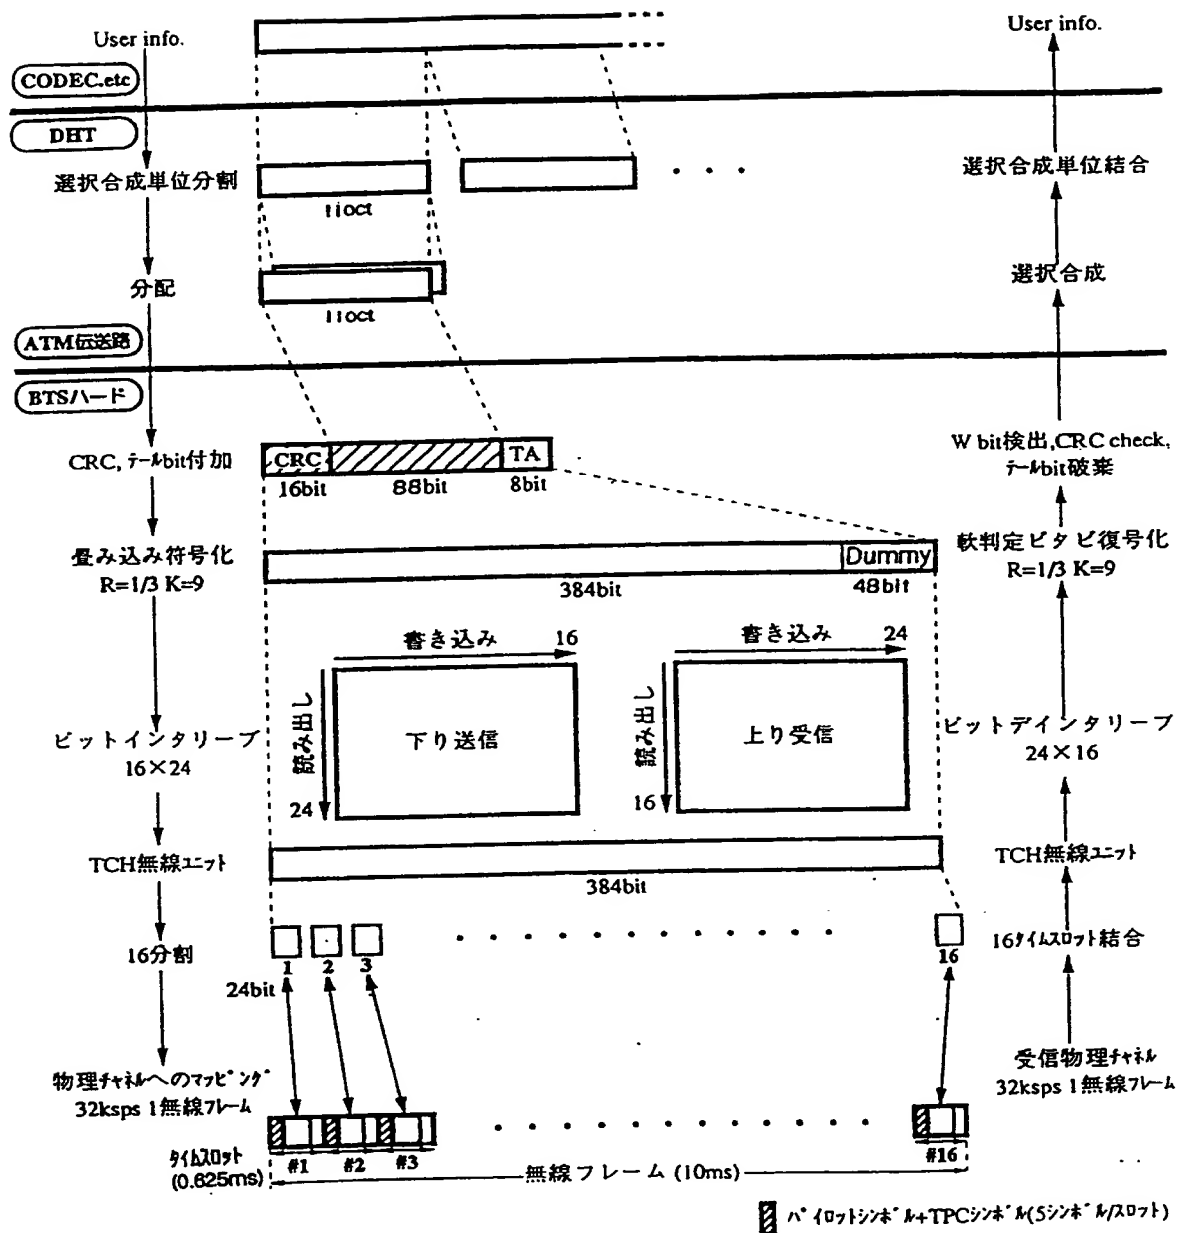 User info.
User info.
CODEC.etc
DHT
選択合成単位分割
11oct
選択合成単位結合
分配
11oct
選択合成
ATM伝送路
BTSハード
CRC, テールbit付加
CRC
TA
16bit
88bit
8bit
W bit検出,CRC check,
テールbit破棄
畳み込み符号化
R=1/3 K=9
Dummy
384bit
48bit
軟判定ビタビ復号化
R=1/3 K=9
書き込み
16
読み出し
24
下り送信
書き込み
24
読み出し
16
上り受信
ビットインタリーブ
16×24
ビットデインタリーブ
24×16
TCH無線ユニット
384bit
TCH無線ユニット
16分割
24bit
1
2
3
16
16タイムスロット結合
物理チャネルへのマッピング
32ksps 1無線フレーム
受信物理チャネル
32ksps 1無線フレーム
タイムスロット
(0.625ms)
#1
#2
#3
#16
無線フレーム (10ms)
パイロットシンボル+TPCシンボル(5シンボル/スロット)